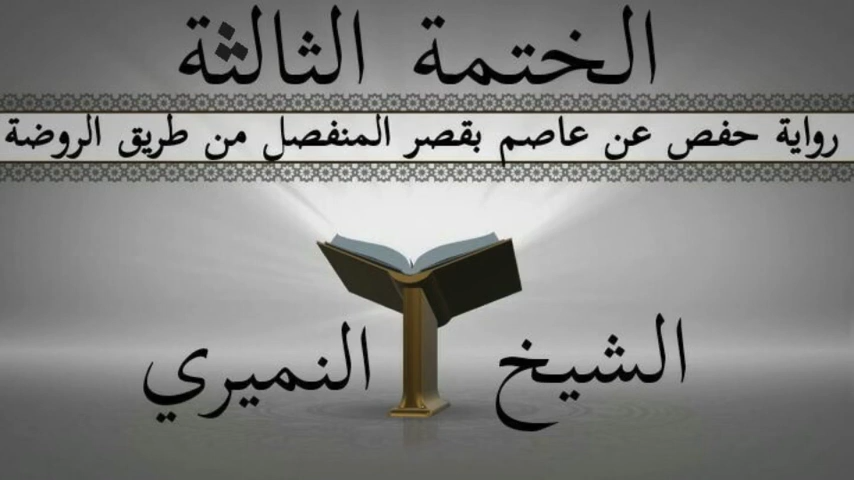 الختمة الثالثة
رواية حفص عن عاصم بقصر المنفصل من طريق الروضة
الشيخ النميري